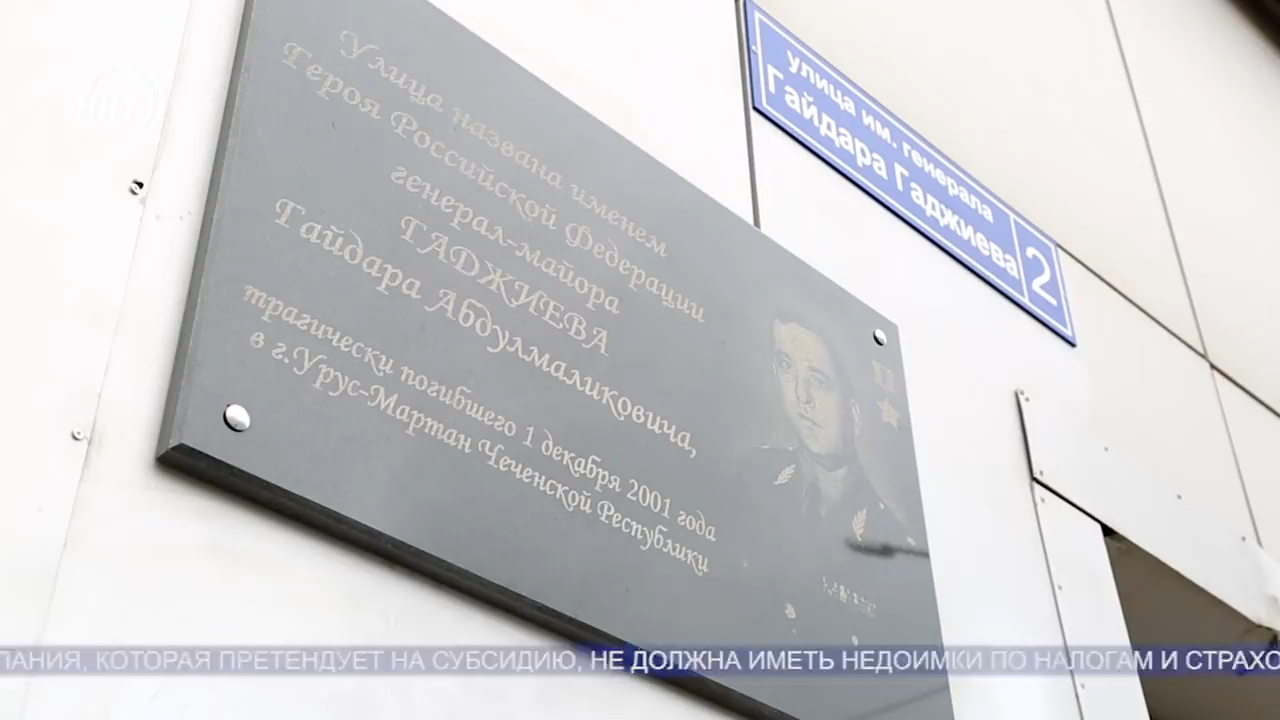 ННТ
Улица названа именем
Героя Российской Федерации
генерал-майора
ГАДЖИЕВА
Гайдара Абдулмаликовича,
трагически погибшего 1 декабря 2001 года
в г.Урус-Мартан Чеченской Республики
улица им. генерала
Гайдара Гаджиева
2
ПАНИЯ, КОТОРАЯ ПРЕТЕНДУЕТ НА СУБСИДИЮ, НЕ ДОЛЖНА ИМЕТЬ НЕДОИМКИ ПО НАЛОГАМ И СТРАХО